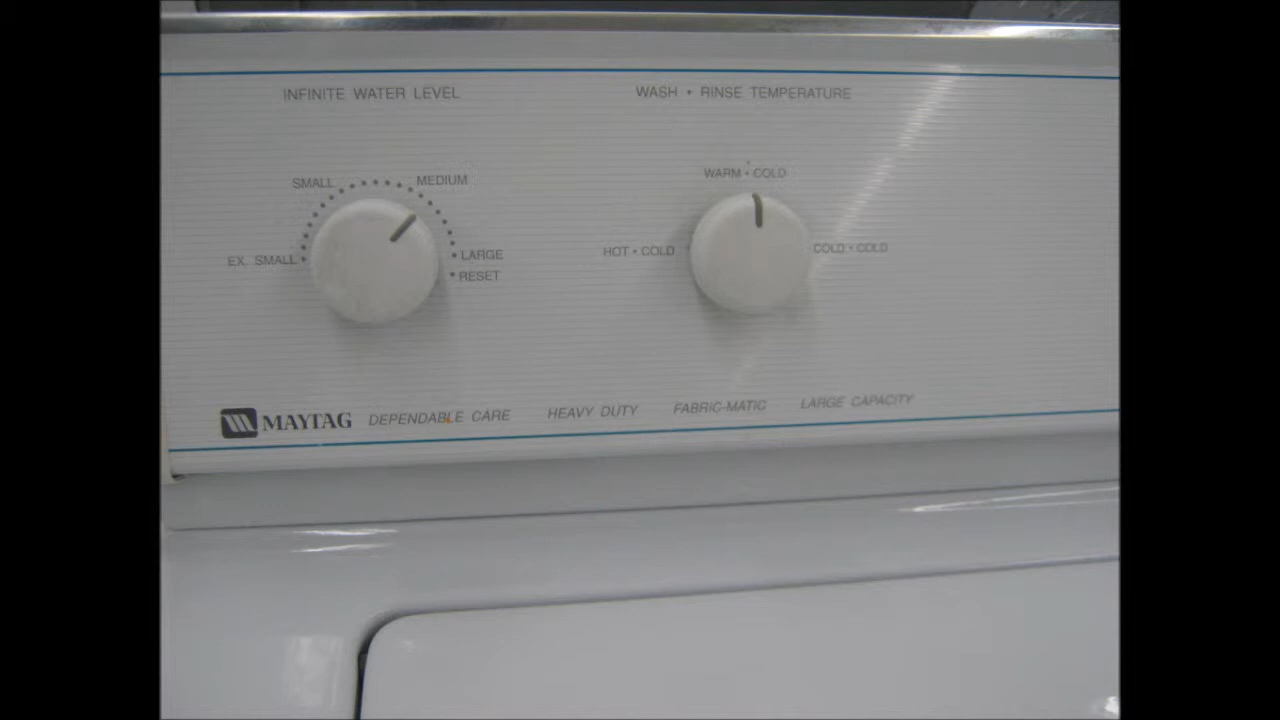 INFINITE WATER LEVEL
WASH • RINSE TEMPERATURE
SMALL
MEDIUM
EX. SMALL
LARGE
RESET
WARM • COLD
HOT • COLD
COLD • COLD
MAYTAG DEPENDABLE CARE HEAVY DUTY FABRIC-MATIC LARGE CAPACITY